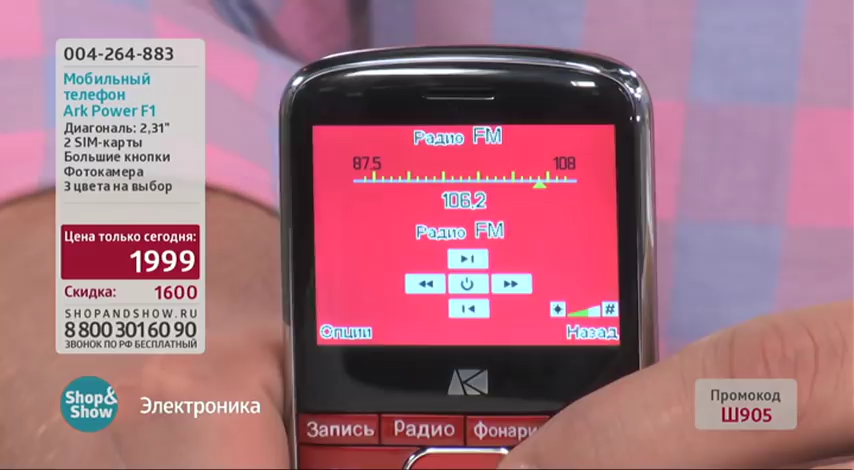 004-264-883
Мобильный
телефон
Ark Power F1
Диагональ: 2,31"
2 SIM-карты
Большие кнопки
Фотокамера
3 цвета на выбор
Цена только сегодня:
1999
Скидка: 1600
SHOPANDSHOW.RU
8 800 301 60 90
ЗВОНОК ПО РФ БЕСПЛАТНЫЙ
Shop&
Show
Электроника
Радио FM
87.5 108
106.2
Радио FM
#
Опции Назад
Запись Радио Фонари
Промокод
Ш905